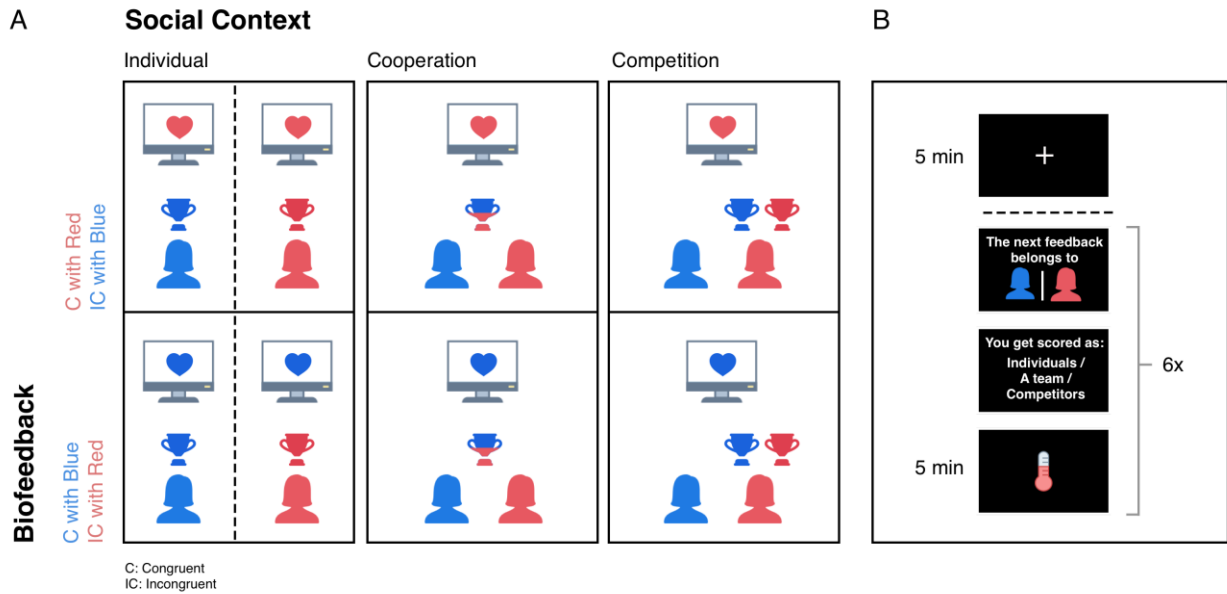 A
Social Context
B
Individual
Cooperation
Competition
C with Red
IC with Blue
Biofeedback
C with Blue
IC with Red
C: Congruent
IC: Incongruent
5 min
+
The next feedback
belongs to
You get scored as:
Individuals /
A team /
Competitors
6x
5 min